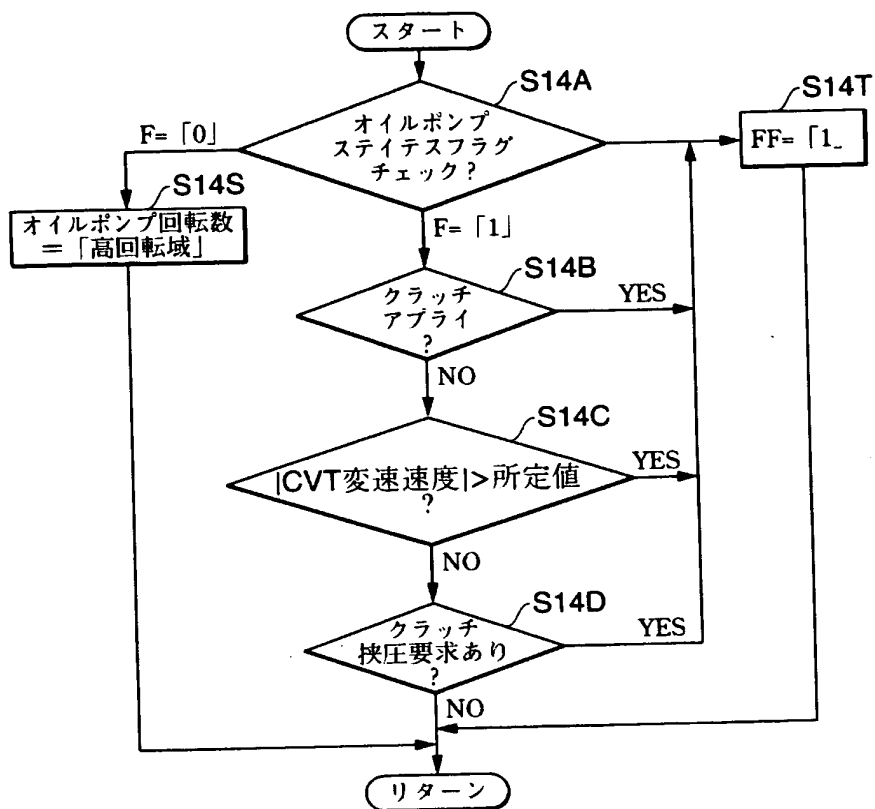 スタート
S14A
オイルポンプ
ステイテスフラグ
チェック?
F=「0」
S14T
FF=「1
S14S
オイルポンプ回転数
=「高回転域」
F=「1」
S14B
クラッチ
アプライ
?
YES
NO
S14C
|CVT変速速度|>所定値
?
YES
NO
S14D
クラッチ
挟圧要求あり
?
YES
NO
リターン